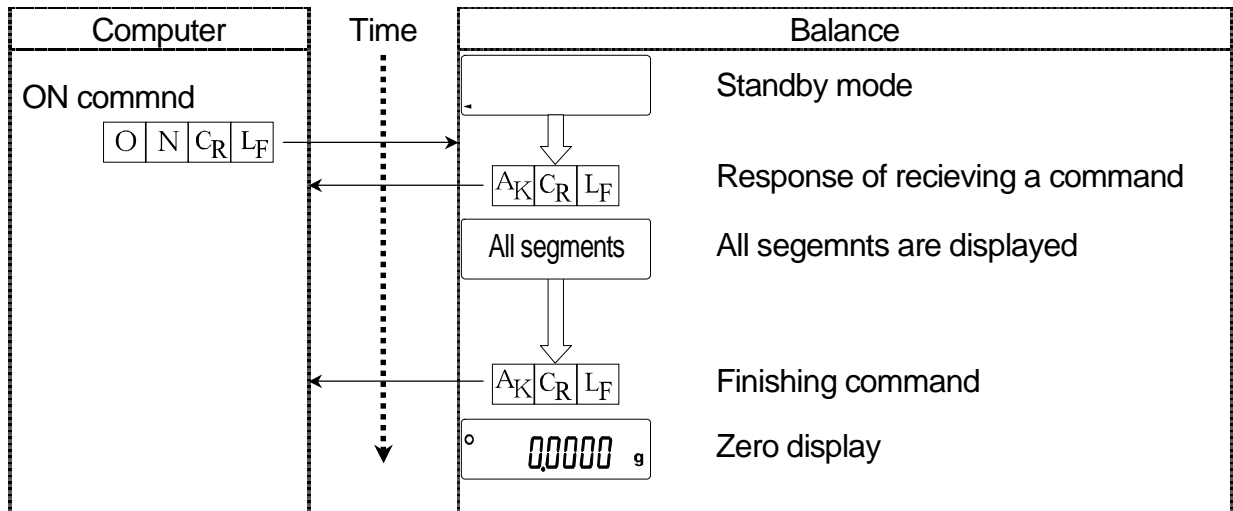 Computer Time Balance
Standby mode
ON commnd
O N CR LF
AK CR LF Response of recieving a command
All segments All segemnts are displayed
AK CR LF Finishing command
0.0000 g Zero display